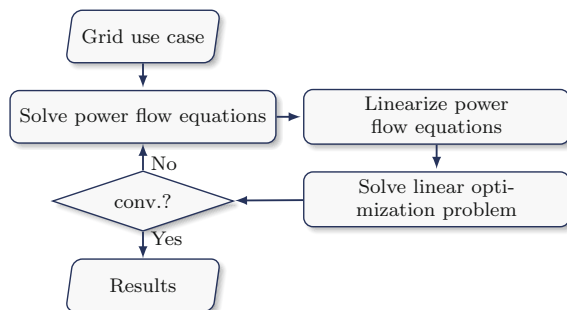 Grid use case
Solve power flow equations
Linearize power
flow equations
Solve linear opti-
mization problem
conv.?
No
Yes
Results